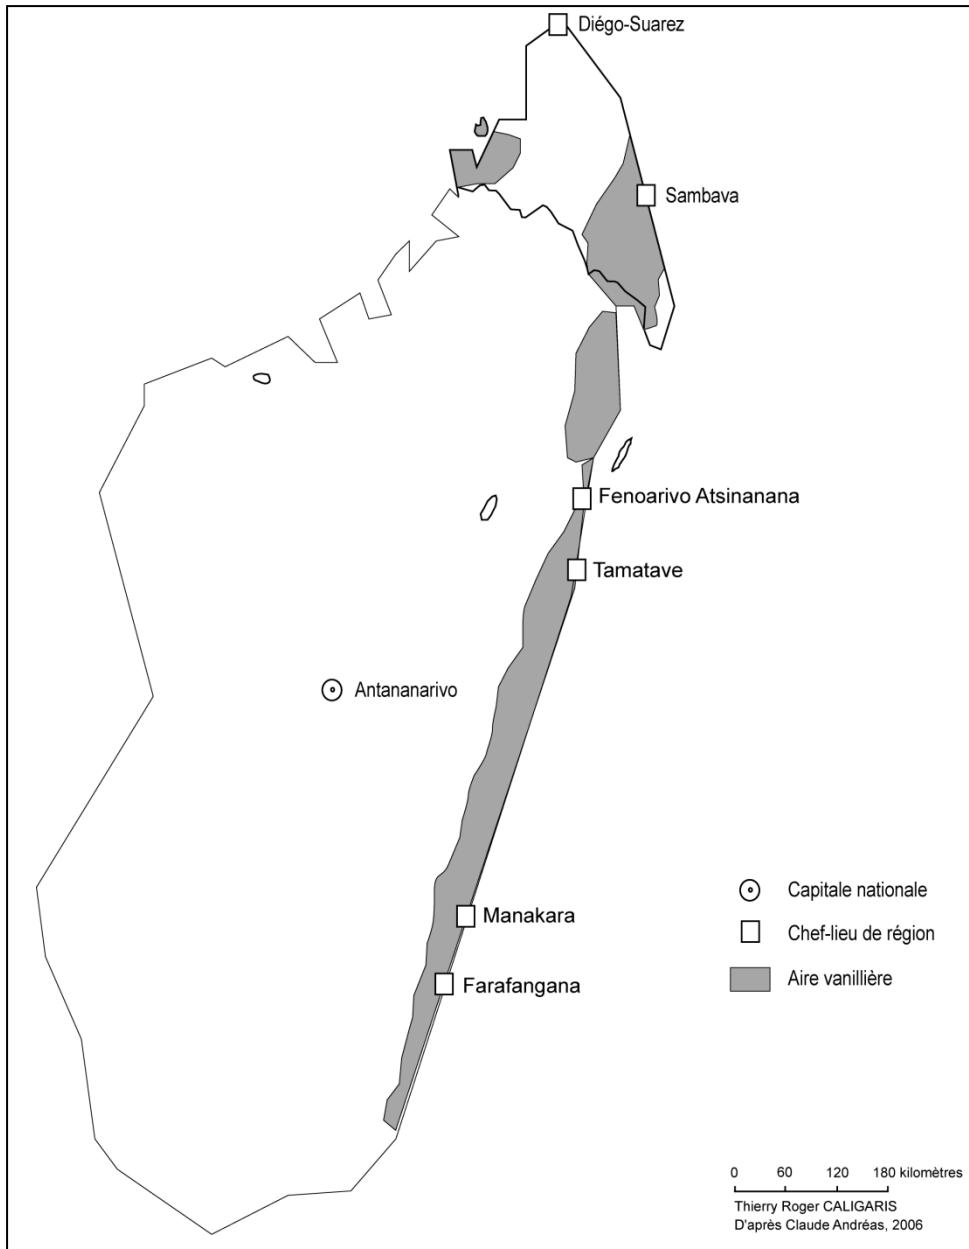 Diégo-Suarez
Sambava
Fenoarivo Atsinanana
Tamatave
Antananarivo
Capitale nationale
Manakara
Chef-lieu de région
Farafangana
Aire vanillière
0 60 120 180 kilomètres
Thierry Roger CALIGARIS
D'après Claude Andréas, 2006